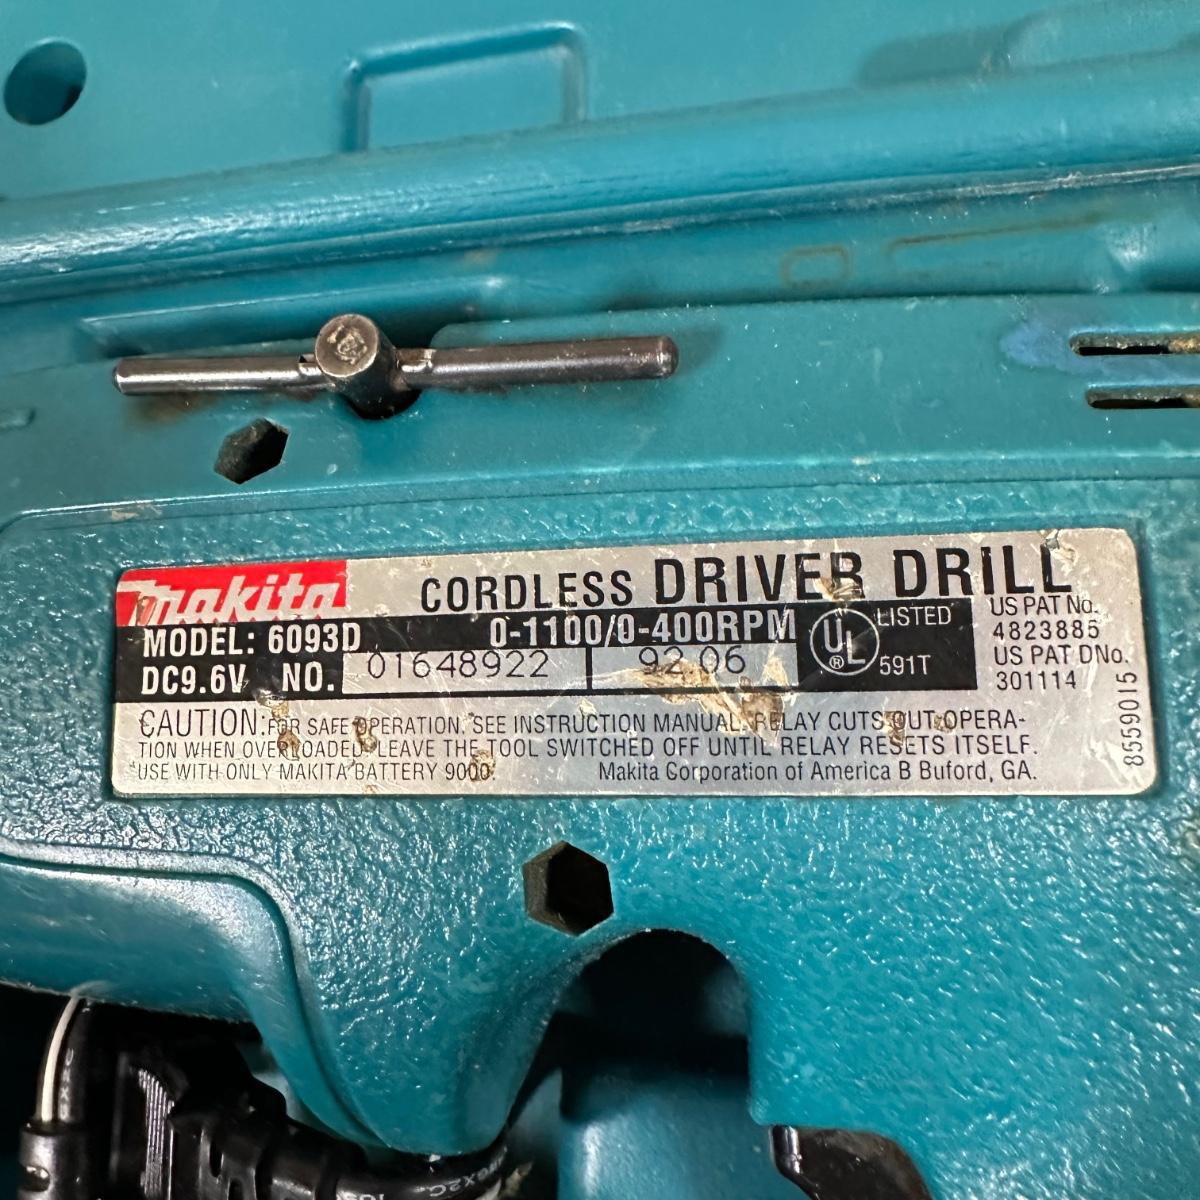 makita CORDLESS DRIVER DRILL
MODEL: 6093D 0-1100/0-400RPM
DC9.6V NO. 01648922 92.06
UL ® LISTED
591T
US PAT No.
4823885
US PAT DNo.
301114
8559015
CAUTION: FOR SAFE OPERATION, SEE INSTRUCTION MANUAL, RELAY CUTS OUT OPERA-
TION WHEN OVERLOADED LEAVE THE TOOL SWITCHED OFF UNTIL RELAY RESETS ITSELF.
USE WITH ONLY MAKITA BATTERY 9000.
Makita Corporation of America B Buford, GA.